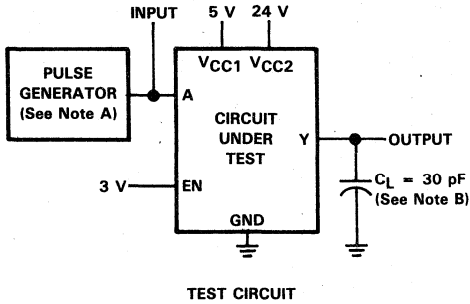 INPUT
5 V 24 V
PULSE
GENERATOR
(See Note A)
VCC1 VCC2
A
CIRCUIT
UNDER
TEST
Y
OUTPUT
3 V
EN
GND
CL = 30 pF
(See Note B)
TEST CIRCUIT